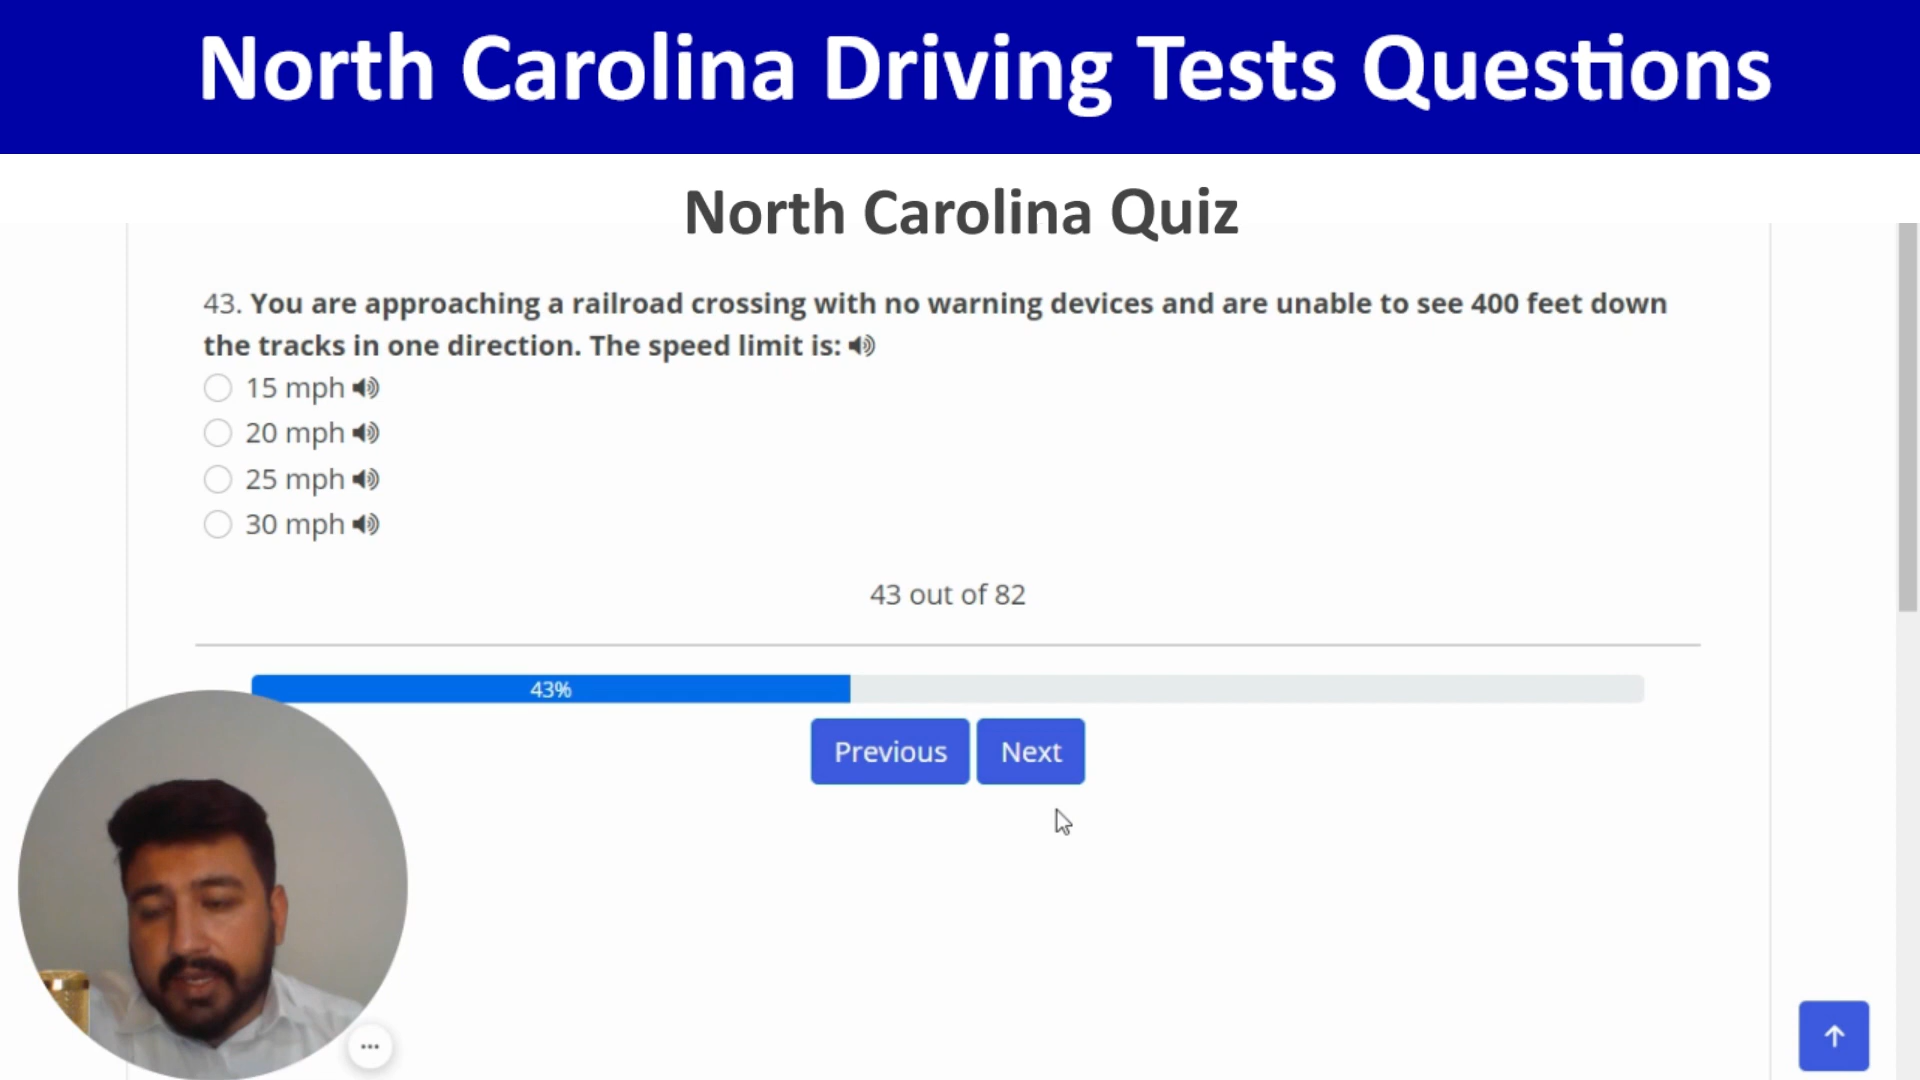 North Carolina Driving Tests Questions
North Carolina Quiz
43. You are approaching a railroad crossing with no warning devices and are unable to see 400 feet down
the tracks in one direction. The speed limit is:
15 mph
20 mph
25 mph
30 mph
43 out of 82
43%
Previous
Next